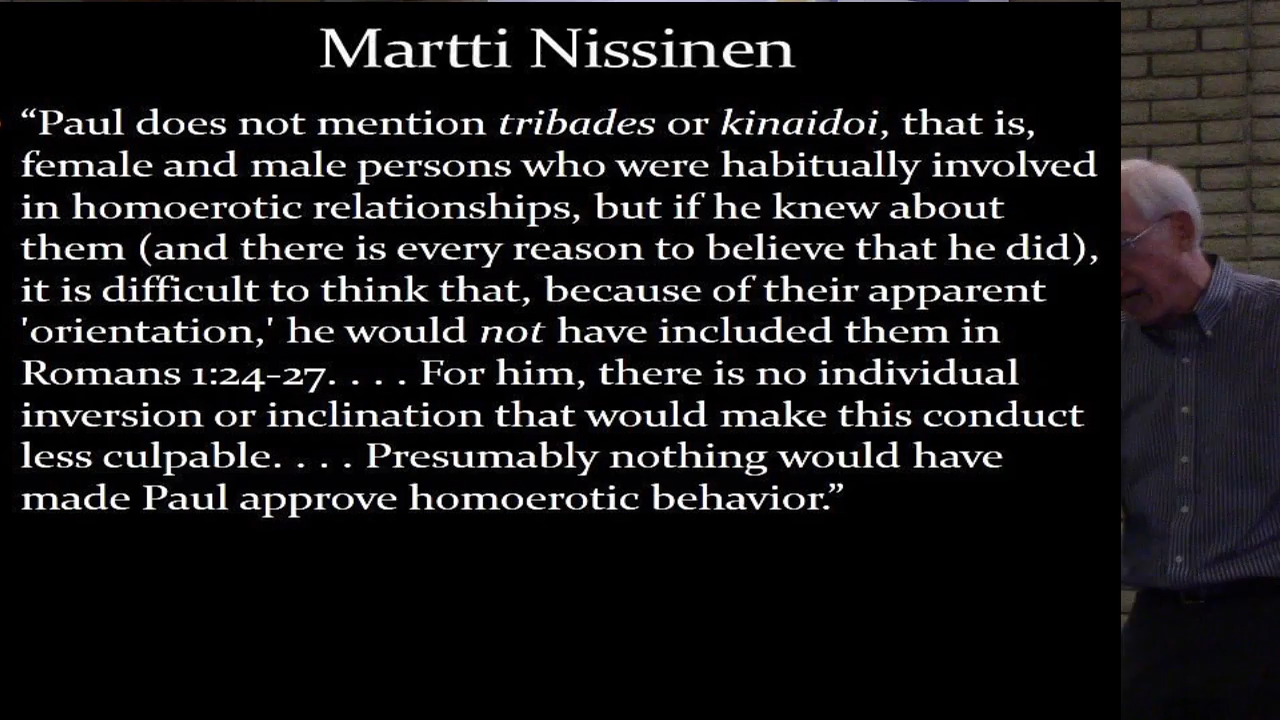 Martti Nissinen
“Paul does not mention tribades or kinaidoi, that is,
female and male persons who were habitually involved
in homoerotic relationships, but if he knew about
them (and there is every reason to believe that he did),
it is difficult to think that, because of their apparent
'orientation,' he would not have included them in
Romans 1:24–27. . . . For him, there is no individual
inversion or inclination that would make this conduct
less culpable. . . . Presumably nothing would have
made Paul approve homoerotic behavior.”